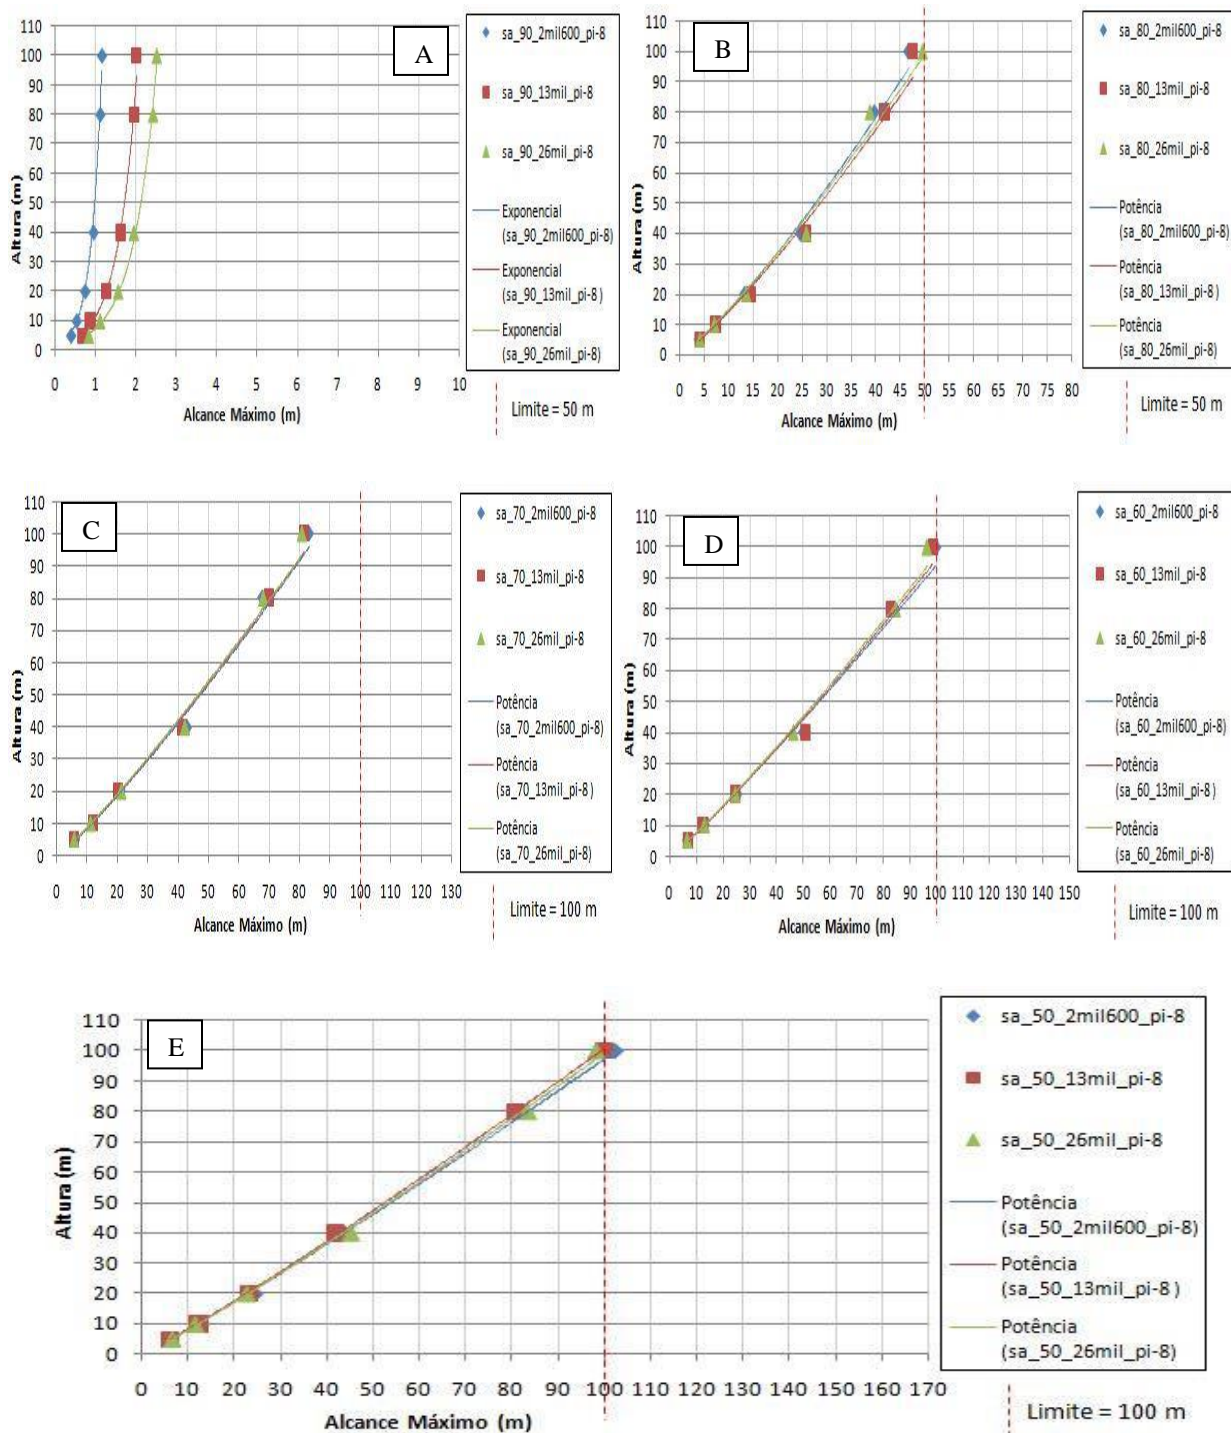 A
110
100
90
80
70
60
50
40
30
20
10
0
Altura (m)
0 1 2 3 4 5 6 7 8 9 10
Alcance Máximo (m)
sa_90_2mil600_pi-8
sa_90_13mil_pi-8
sa_90_26mil_pi-8
Exponencial
(sa_90_2mil600_pi-8)
Exponencial
(sa_90_13mil_pi-8)
Exponencial
(sa_90_26mil_pi-8)
Limite = 50 m
B
110
100
90
80
70
60
50
40
30
20
10
0
Altura (m)
0 5 10 15 20 25 30 35 40 45 50 55 60 65 70 75 80
Alcance Máximo (m)
sa_80_2mil600_pi-8
sa_80_13mil_pi-8
sa_80_26mil_pi-8
Potência
(sa_80_2mil600_pi-8)
Potência
(sa_80_13mil_pi-8)
Potência
(sa_80_26mil_pi-8)
Limite = 50 m
C
110
100
90
80
70
60
50
40
30
20
10
0
Altura (m)
0 10 20 30 40 50 60 70 80 90 100 110 120 130
Alcance Máximo (m)
sa_70_2mil600_pi-8
sa_70_13mil_pi-8
sa_70_26mil_pi-8
Potência
(sa_70_2mil600_pi-8)
Potência
(sa_70_13mil_pi-8)
Potência
(sa_70_26mil_pi-8)
Limite = 100 m
D
110
100
90
80
70
60
50
40
30
20
10
0
Altura (m)
0 10 20 30 40 50 60 70 80 90 100 110 120 130 140 150
Alcance Máximo (m)
sa_60_2mil600_pi-8
sa_60_13mil_pi-8
sa_60_26mil_pi-8
Potência
(sa_60_2mil600_pi-8)
Potência
(sa_60_13mil_pi-8 )
Potência
(sa_60_26mil_pi-8)
Limite = 100 m
E
110
100
90
80
70
60
50
40
30
20
10
0
Altura (m)
0 10 20 30 40 50 60 70 80 90 100 110 120 130 140 150 160 170
Alcance Máximo (m)
sa_50_2mil600_pi-8
sa_50_13mil_pi-8
sa_50_26mil_pi-8
Potência
(sa_50_2mil600_pi-8)
Potência
(sa_50_13mil_pi-8 )
Potência
(sa_50_26mil_pi-8)
Limite = 100 m